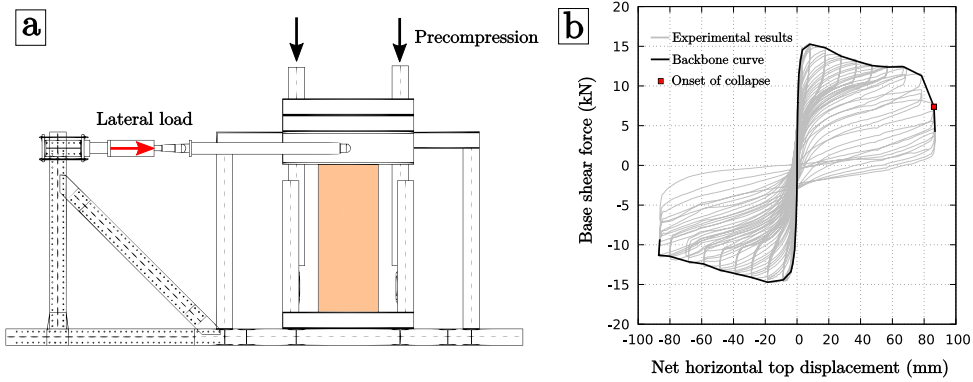 a
Precompression
Lateral load
b
Experimental results
Backbone curve
Onset of collapse
Base shear force (kN)
20
15
10
5
0
-5
-10
-15
-20
-100 -80 -60 -40 -20 0 20 40 60 80 100
Net horizontal top displacement (mm)